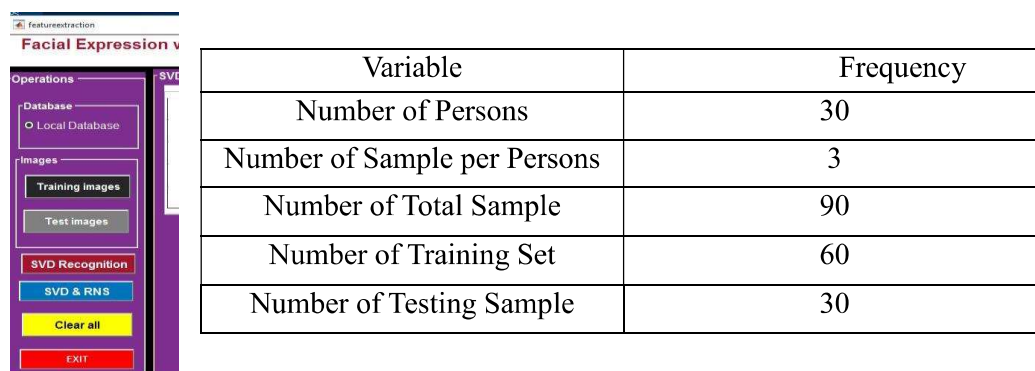 featureextraction
Facial Expression
Operations
SVD
Database
Local Database
Images
Training images
Test images
SVD Recognition
SVD & RNS
Clear all
EXIT
Variable Frequency
Number of Persons 30
Number of Sample per Persons 3
Number of Total Sample 90
Number of Training Set 60
Number of Testing Sample 30